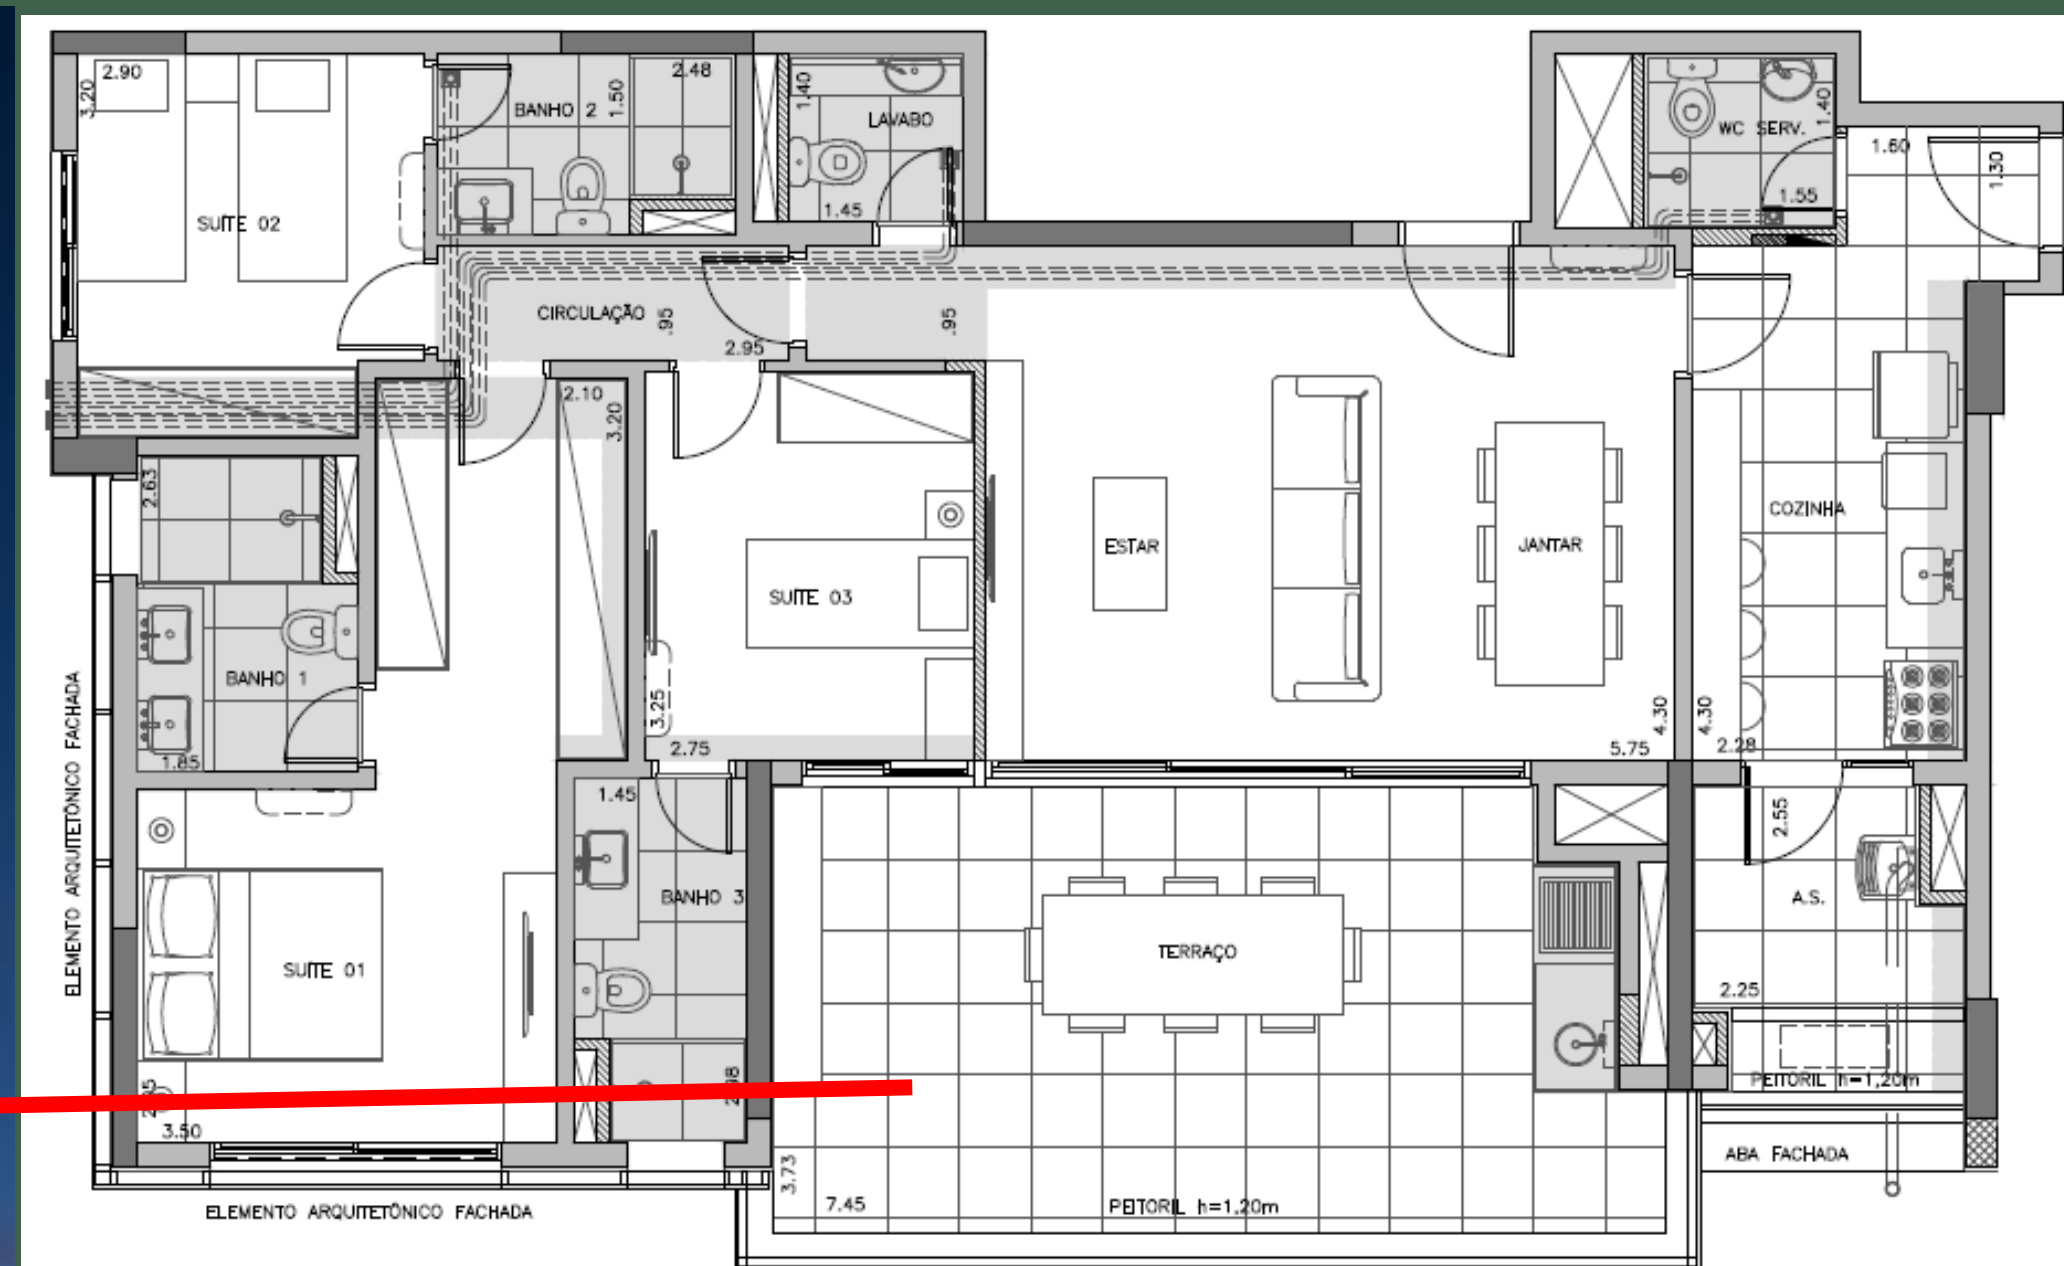 2.90
3.20
SUÍTE 02
BANHO 2
1.50
2.48
1.40
LAVABO
1.45
WC SERV.
1.40
1.55
1.60
1.30
CIRCULAÇÃO
.95
2.95
.95
2.10
3.20
2.63
BANHO 1
1.85
SUÍTE 03
3.25
2.75
ESTAR
JANTAR
4.30
5.75
COZINHA
4.30
2.28
ELEMENTO ARQUITETÔNICO FACHADA
SUÍTE 01
3.50
1.45
BANHO 3
TERRAÇO
3.73
7.45
PEITORIL h=1,20m
2.55
A.S.
2.25
PEITORIL h=1,20m
ABA FACHADA
ELEMENTO ARQUITETÔNICO FACHADA